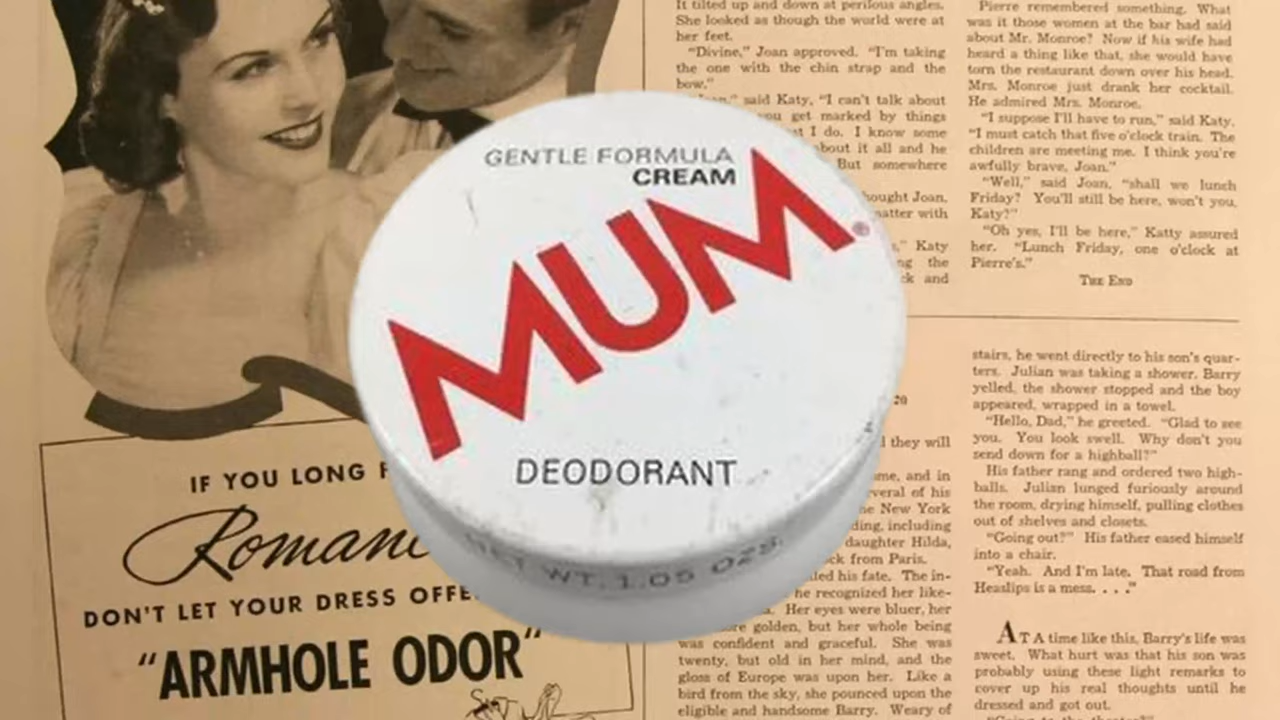 GENTLE FORMULA
CREAM
MUM®
DEODORANT
NET WT. 1.05 OZS.
IF YOU LONG
Roman
DON'T LET YOUR DRESS OFFE
"ARMHOLE ODOR"
It tilted up and down at perilous angles.
She looked as though the world were at
her feet.
"Divine," Joan approved. "I'm taking
the one with the chin strap and the
bow."
said Katy, "I can't talk about
you get marked by things
t I do. I know some
about it all and he
But somewhere
ought Joan,
atter with
Katy
ng the
ck and
20
they will
me, and in
veral of his
he New York
ding, including
daughter Hilda,
ck from Paris.
led his fate. The in-
he recognized her like-
Her eyes were bluer, her
re golden, but her whole being
was confident and graceful. She was
twenty, but old in her mind, and the
gloss of Europe was upon her. Like a
bird from the sky, she pounced upon the
eligible and handsome Barry. Weary of
Pierre remembered something. What
was it those women at the bar had said
about Mr. Monroe? Now if his wife had
heard a thing like that, she would have
torn the restaurant down over his head.
Mrs. Monroe just drank her cocktail.
He admired Mrs. Monroe.
"I suppose I'll have to run," said Katy.
"I must catch that five o'clock train. The
children are meeting me. I think you're
awfully brave, Joan."
"Well," said Joan, "shall we lunch
Friday? You'll still be here, won't you,
Katy?"
"Oh yes, I'll be here," Katty assured
her. "Lunch Friday, one o'clock at
Pierre's."
THE END
stairs, he went directly to his son's quar-
ters. Julian was taking a shower. Barry
yelled, the shower stopped and the boy
appeared, wrapped in a towel.
"Hello, Dad," he greeted. "Glad to see
you. You look swell. Why don't you
send down for a highball?"
His father rang and ordered two high-
balls. Julian lunged furiously around
the room, drying himself, pulling clothes
out of shelves and closets.
"Going out?" His father eased himself
into a chair.
"Yeah. And I'm late. That road from
Heaslips is a mess. . . ."
AT A time like this, Barry's life was
sweet. What hurt was that his son was
probably using these light remarks to
cover up his real thoughts until he
dressed and got out.